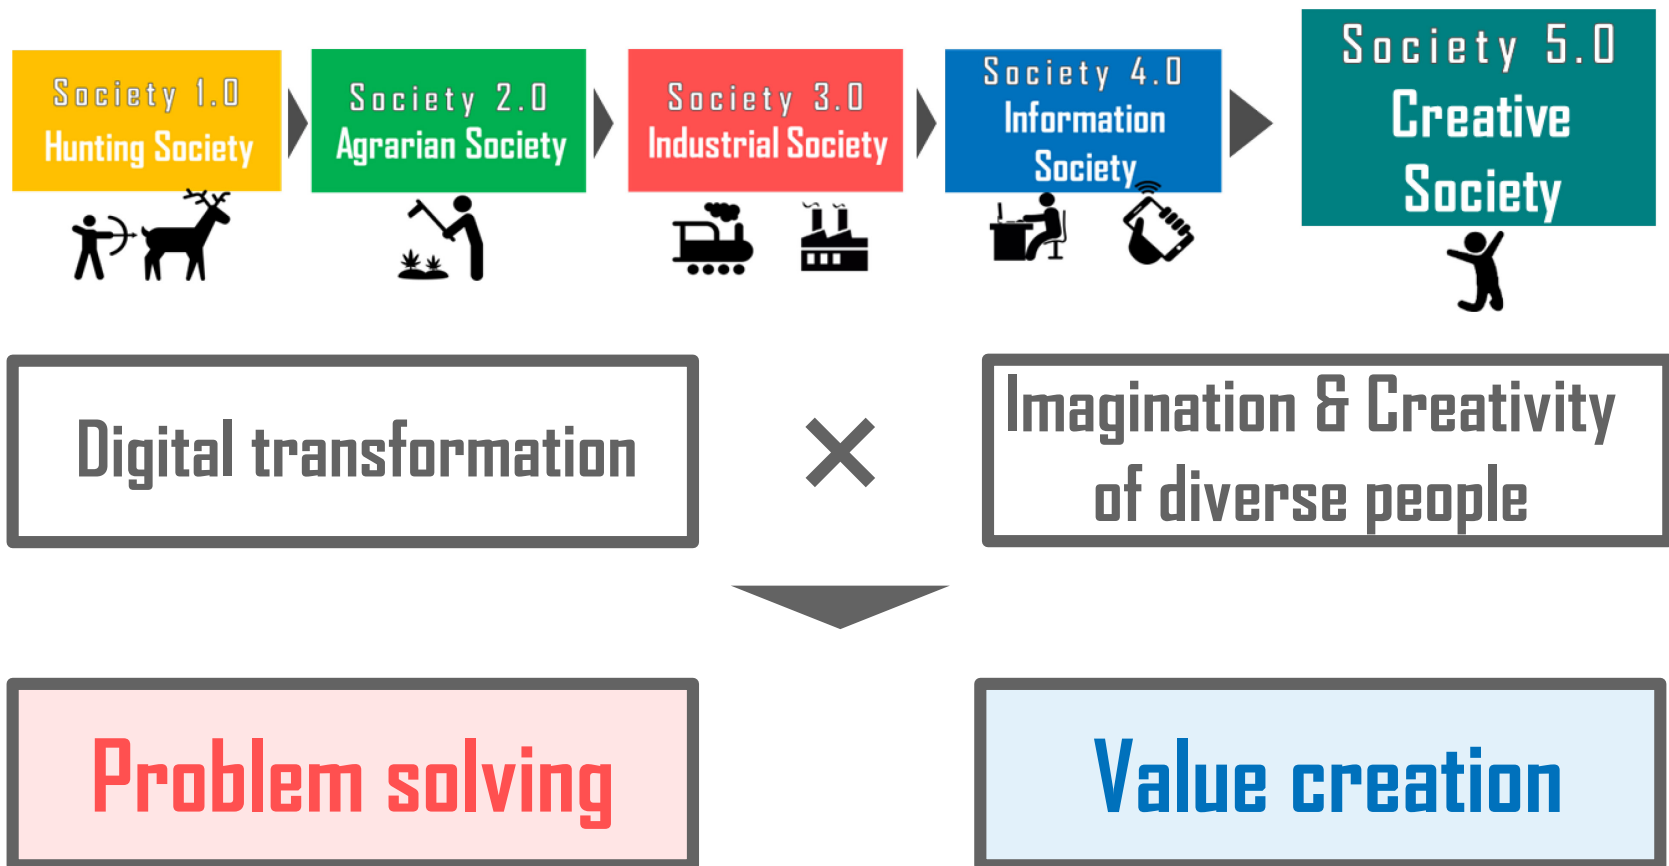 Society 1.0
Hunting Society
Society 2.0
Agrarian Society
Society 3.0
Industrial Society
Society 4.0
Information
Society
Society 5.0
Creative
Society
Digital transformation
×
Imagination & Creativity
of diverse people
Problem solving
Value creation